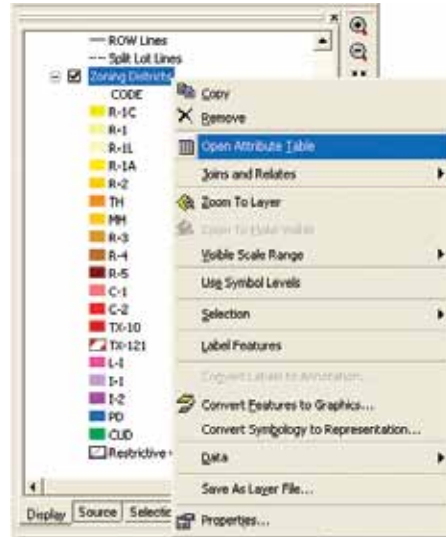 ROW Lines
Split Lot Lines
Zoning Districts
CODE
R-1C
R-1
R-1L
R-1A
R-2
TH
MH
R-3
R-4
R-5
C-1
C-2
TX-10
TX-121
L-I
I-1
I-2
PD
CUD
Restrictive
Display Source Selectic
Copy
Remove
Open Attribute Table
Joins and Relates
Zoom To Layer
Zoom To Make Visible
Visible Scale Range
Use Symbol Levels
Selection
Label Features
Convert Labels to Annotation...
Convert Features to Graphics...
Convert Symbology to Representation...
Data
Save As Layer File...
Properties...